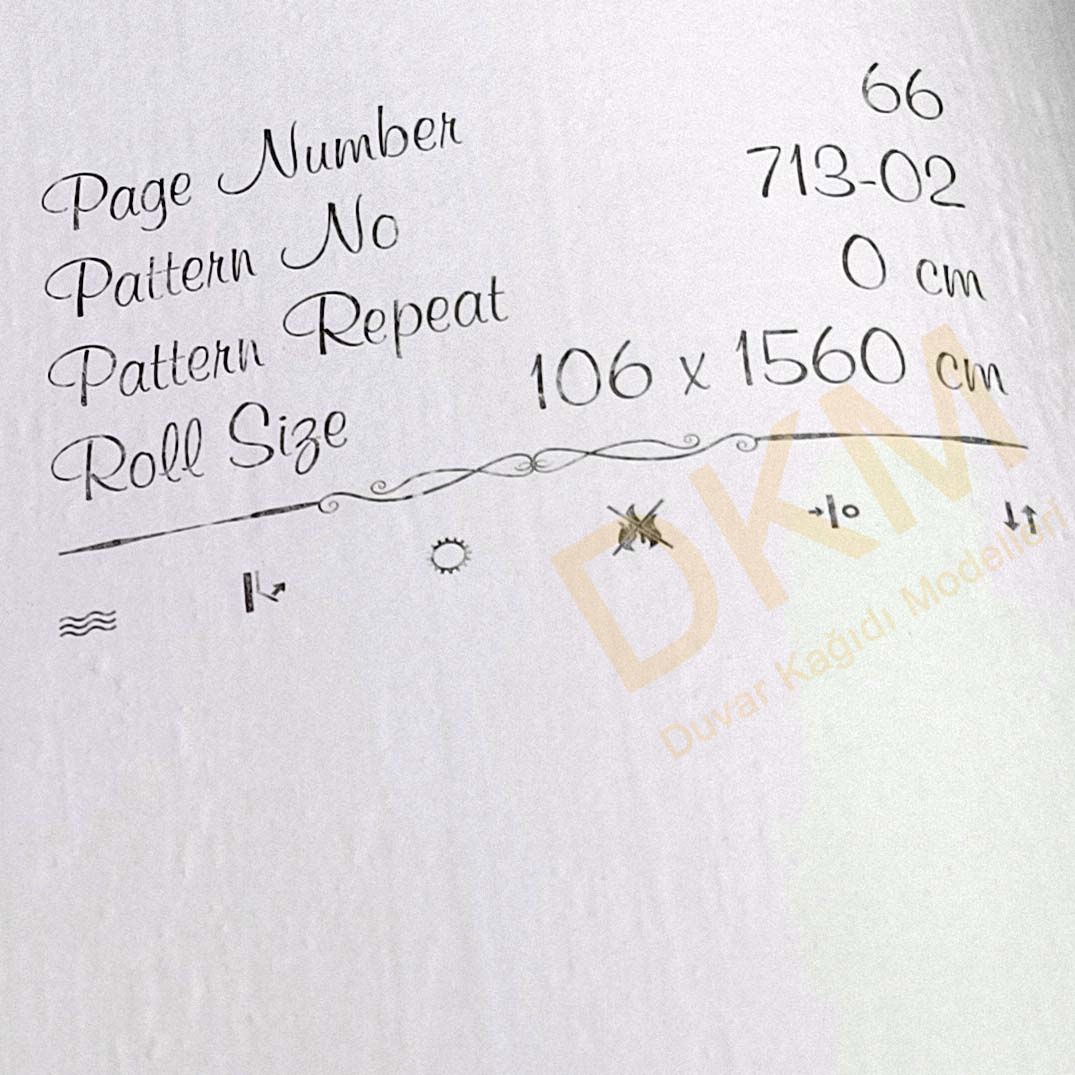 Page Number 66
Pattern No 713-02
Pattern Repeat 0 cm
Roll Size 106 x 1560 cm
DKM
Duvar Kağıdı Modelleri